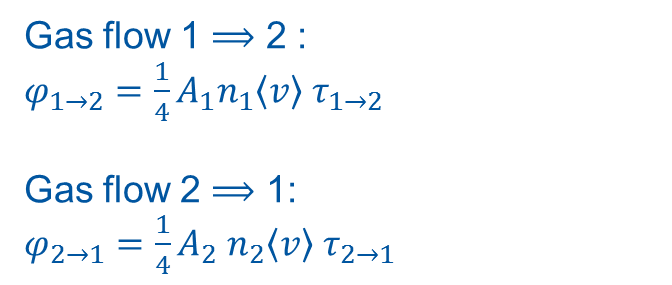 Gas flow 1 ⟹ 2 :
𝜑₁→₂ = ¼ A₁n₁⟨v⟩ τ₁→₂
Gas flow 2 ⟹ 1:
𝜑₂→₁ = ¼ A₂ n₂⟨v⟩ τ₂→₁